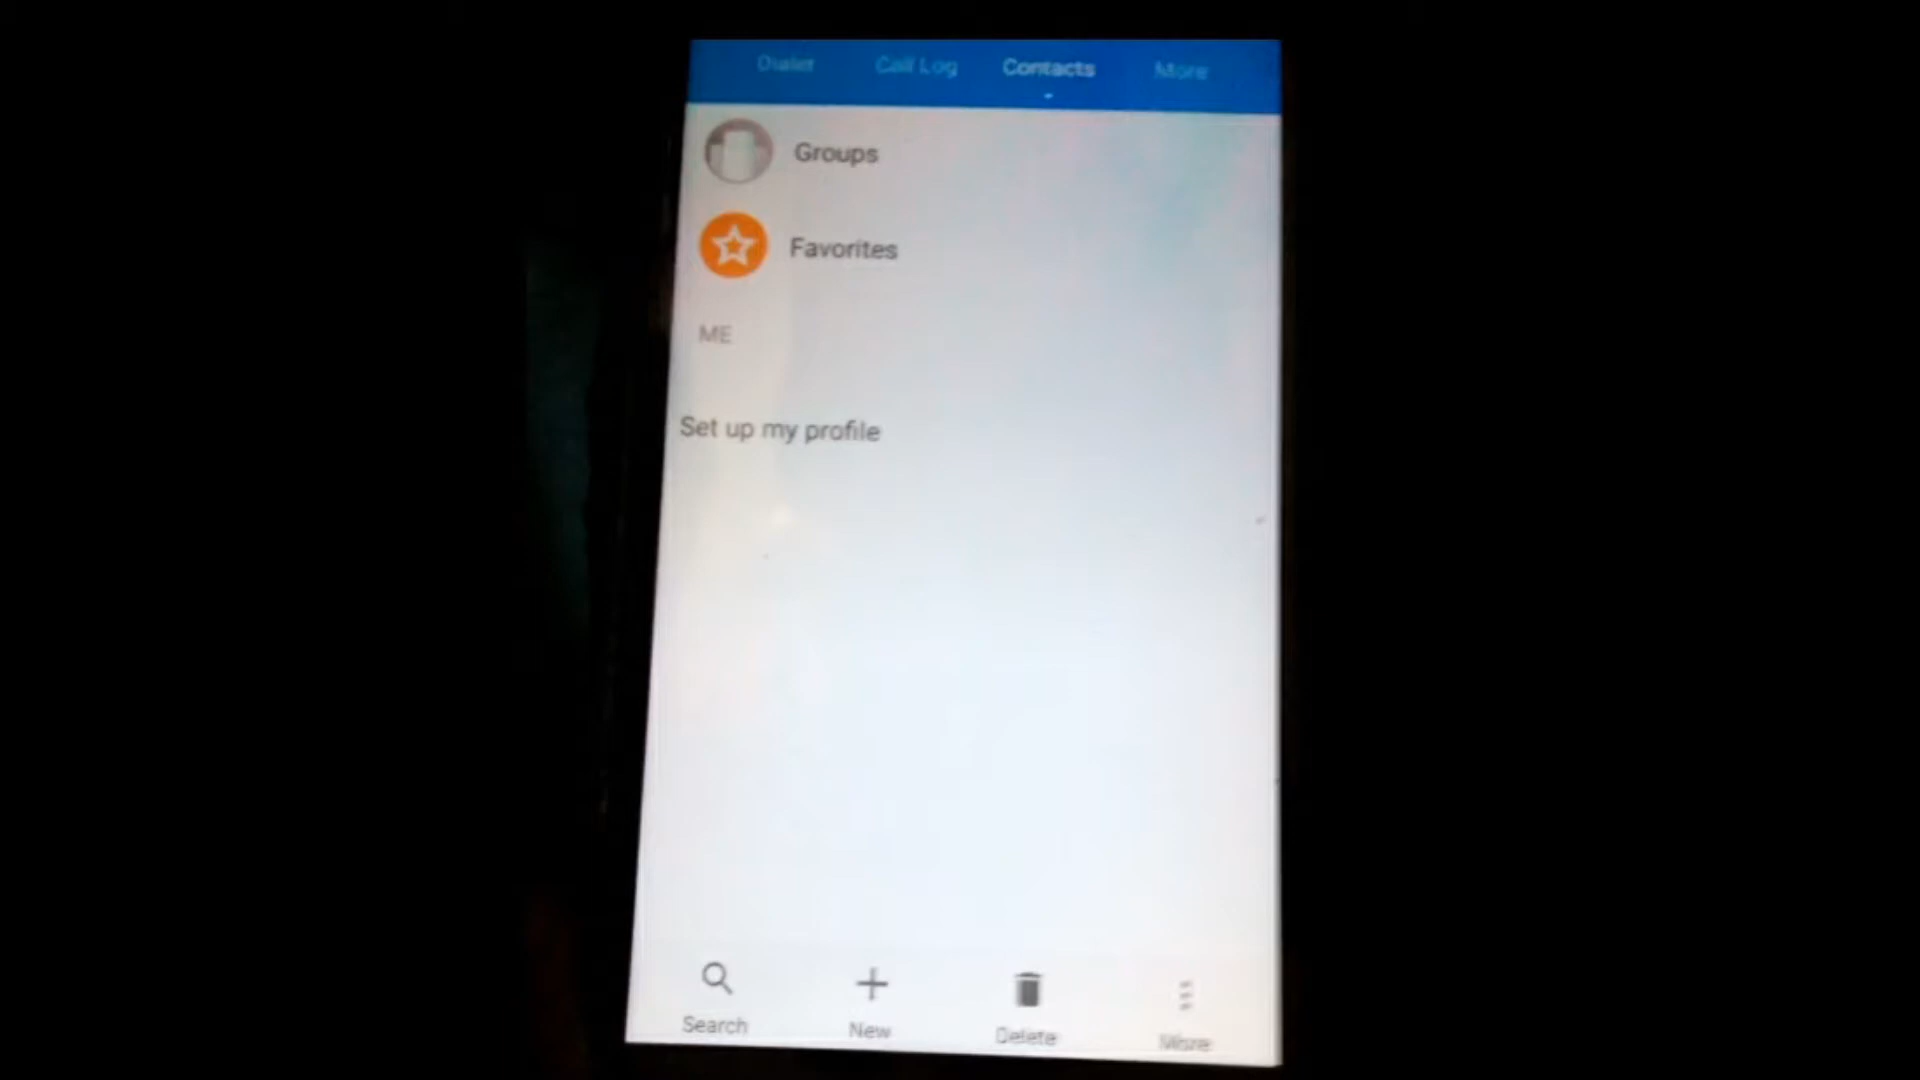 Dialer Call Log Contacts More
Groups
Favorites
ME
Set up my profile
Search New Delete More